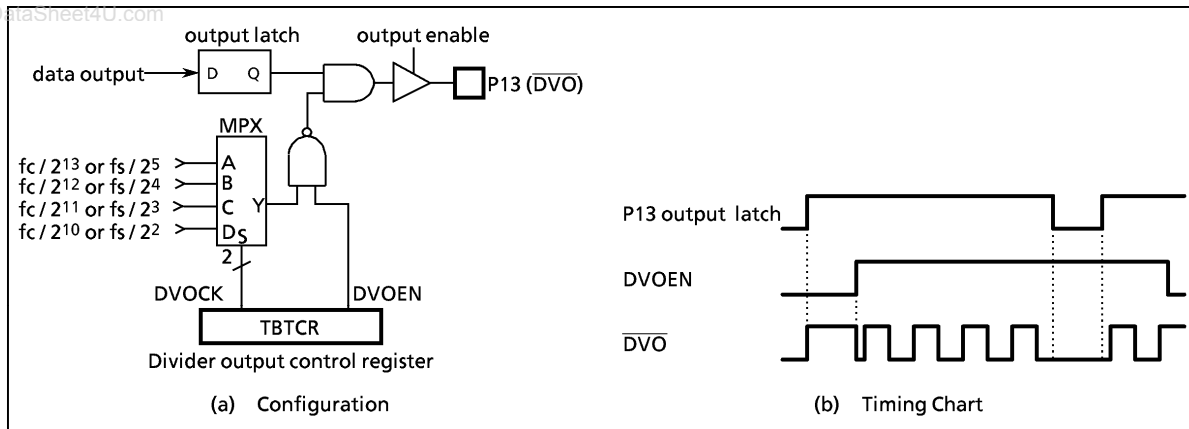 DataSheet4U.com
output latch
output enable
data output
D Q
P13 (DVO)
MPX
fc / 2¹³ or fs / 2⁵
A
fc / 2¹² or fs / 2⁴
B
fc / 2¹¹ or fs / 2³
C
Y
fc / 2¹⁰ or fs / 2²
D
S
2
DVOCK
DVOEN
TBTCR
Divider output control register
(a) Configuration
P13 output latch
DVOEN
DVO
(b) Timing Chart